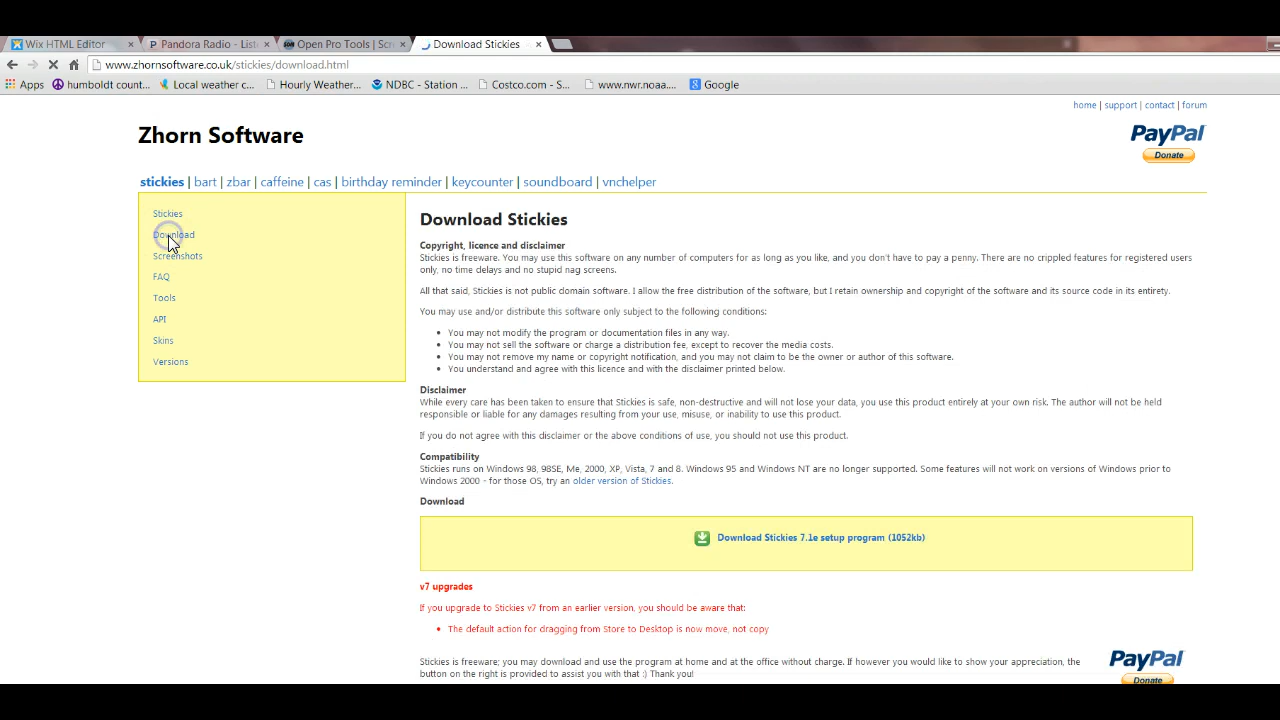 Wix HTML Editor
Pandora Radio - List
Open Pro Tools | Scr
Download Stickies
www.zhornsoftware.co.uk/stickies/download.html
Apps humboldt count... Local weather c... Hourly Weather... NDBC - Station ... Costco.com - S... www.nwr.noaa.... Google
home | support | contact | forum
Zhorn Software
PayPal
Donate
stickies | bart | zbar | caffeine | cas | birthday reminder | keycounter | soundboard | vnchelper
Stickies
Download
Screenshots
FAQ
Tools
API
Skins
Versions
Download Stickies
Copyright, licence and disclaimer
Stickies is freeware. You may use this software on any number of computers for as long as you like, and you don't have to pay a penny. There are no crippled features for registered users
only, no time delays and no stupid nag screens.
All that said, Stickies is not public domain software. I allow the free distribution of the software, but I retain ownership and copyright of the software and its source code in its entirety.
You may use and/or distribute this software only subject to the following conditions:
• You may not modify the program or documentation files in any way.
• You may not sell the software or charge a distribution fee, except to recover the media costs.
• You may not remove my name or copyright notification, and you may not claim to be the owner or author of this software.
• You understand and agree with this licence and with the disclaimer printed below.
Disclaimer
While every care has been taken to ensure that Stickies is safe, non-destructive and will not lose your data, you use this product entirely at your own risk. The author will not be held
responsible or liable for any damages resulting from your use, misuse, or inability to use this product.
If you do not agree with this disclaimer or the above conditions of use, you should not use this product.
Compatibility
Stickies runs on Windows 98, 98SE, Me, 2000, XP, Vista, 7 and 8. Windows 95 and Windows NT are no longer supported. Some features will not work on versions of Windows prior to
Windows 2000 - for those OS, try an older version of Stickies.
Download
Download Stickies 7.1e setup program (1052kb)
v7 upgrades
If you upgrade to Stickies v7 from an earlier version, you should be aware that:
• The default action for dragging from Store to Desktop is now move, not copy
Stickies is freeware; you may download and use the program at home and at the office without charge. If however you would like to show your appreciation, the
button on the right is provided to assist you with that :) Thank you!
PayPal
Donate